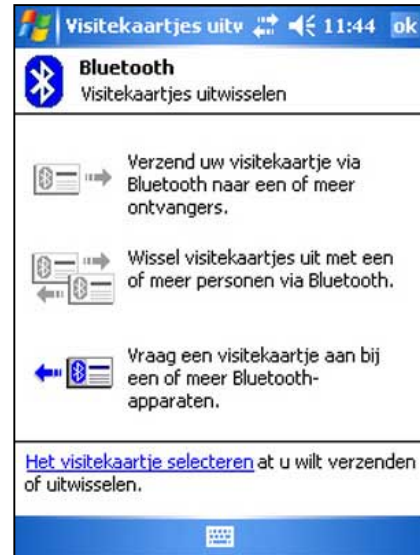 Visitekaartjes uitv 11:44 ok
Bluetooth
Visitekaartjes uitwisselen
Verzend uw visitekaartje via
Bluetooth naar een of meer
ontvangers.
Wissel visitekaartjes uit met een
of meer personen via Bluetooth.
Vraag een visitekaartje aan bij
een of meer Bluetooth-
apparaten.
Het visitekaartje selecteren at u wilt verzenden
of uitwisselen.